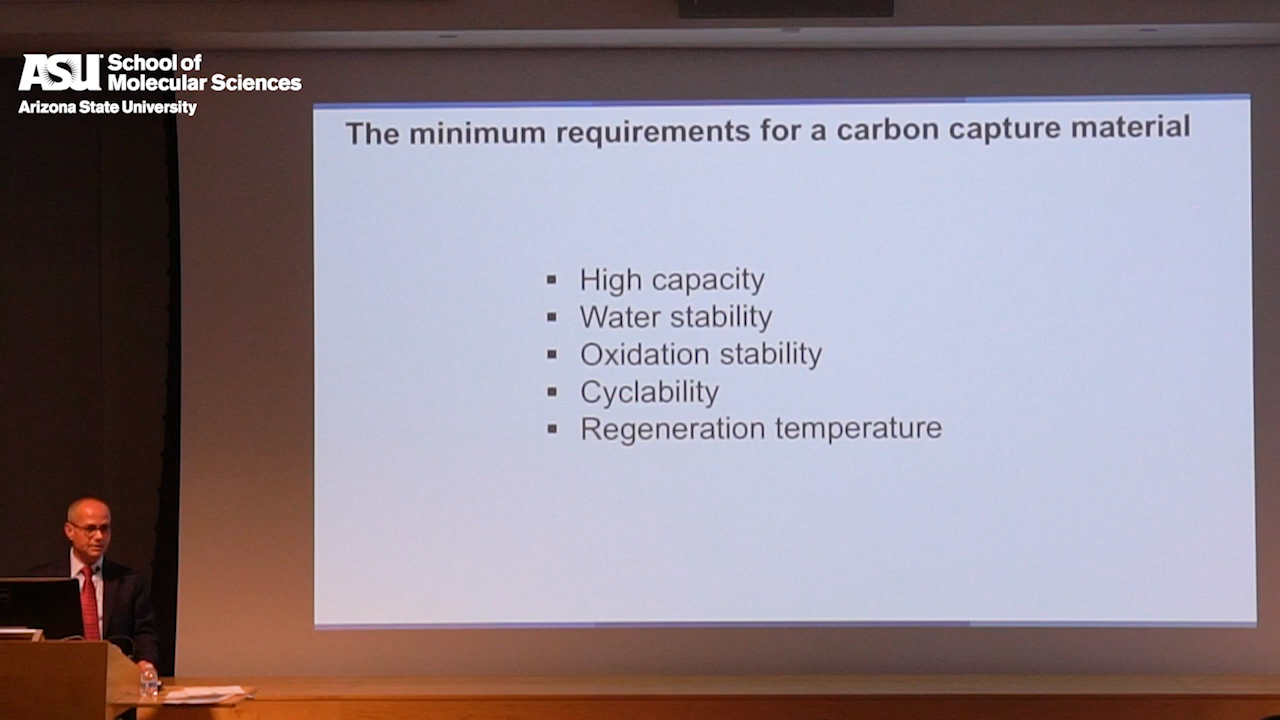 ASU School of
Molecular Sciences
Arizona State University
The minimum requirements for a carbon capture material
▪ High capacity
▪ Water stability
▪ Oxidation stability
▪ Cyclability
▪ Regeneration temperature